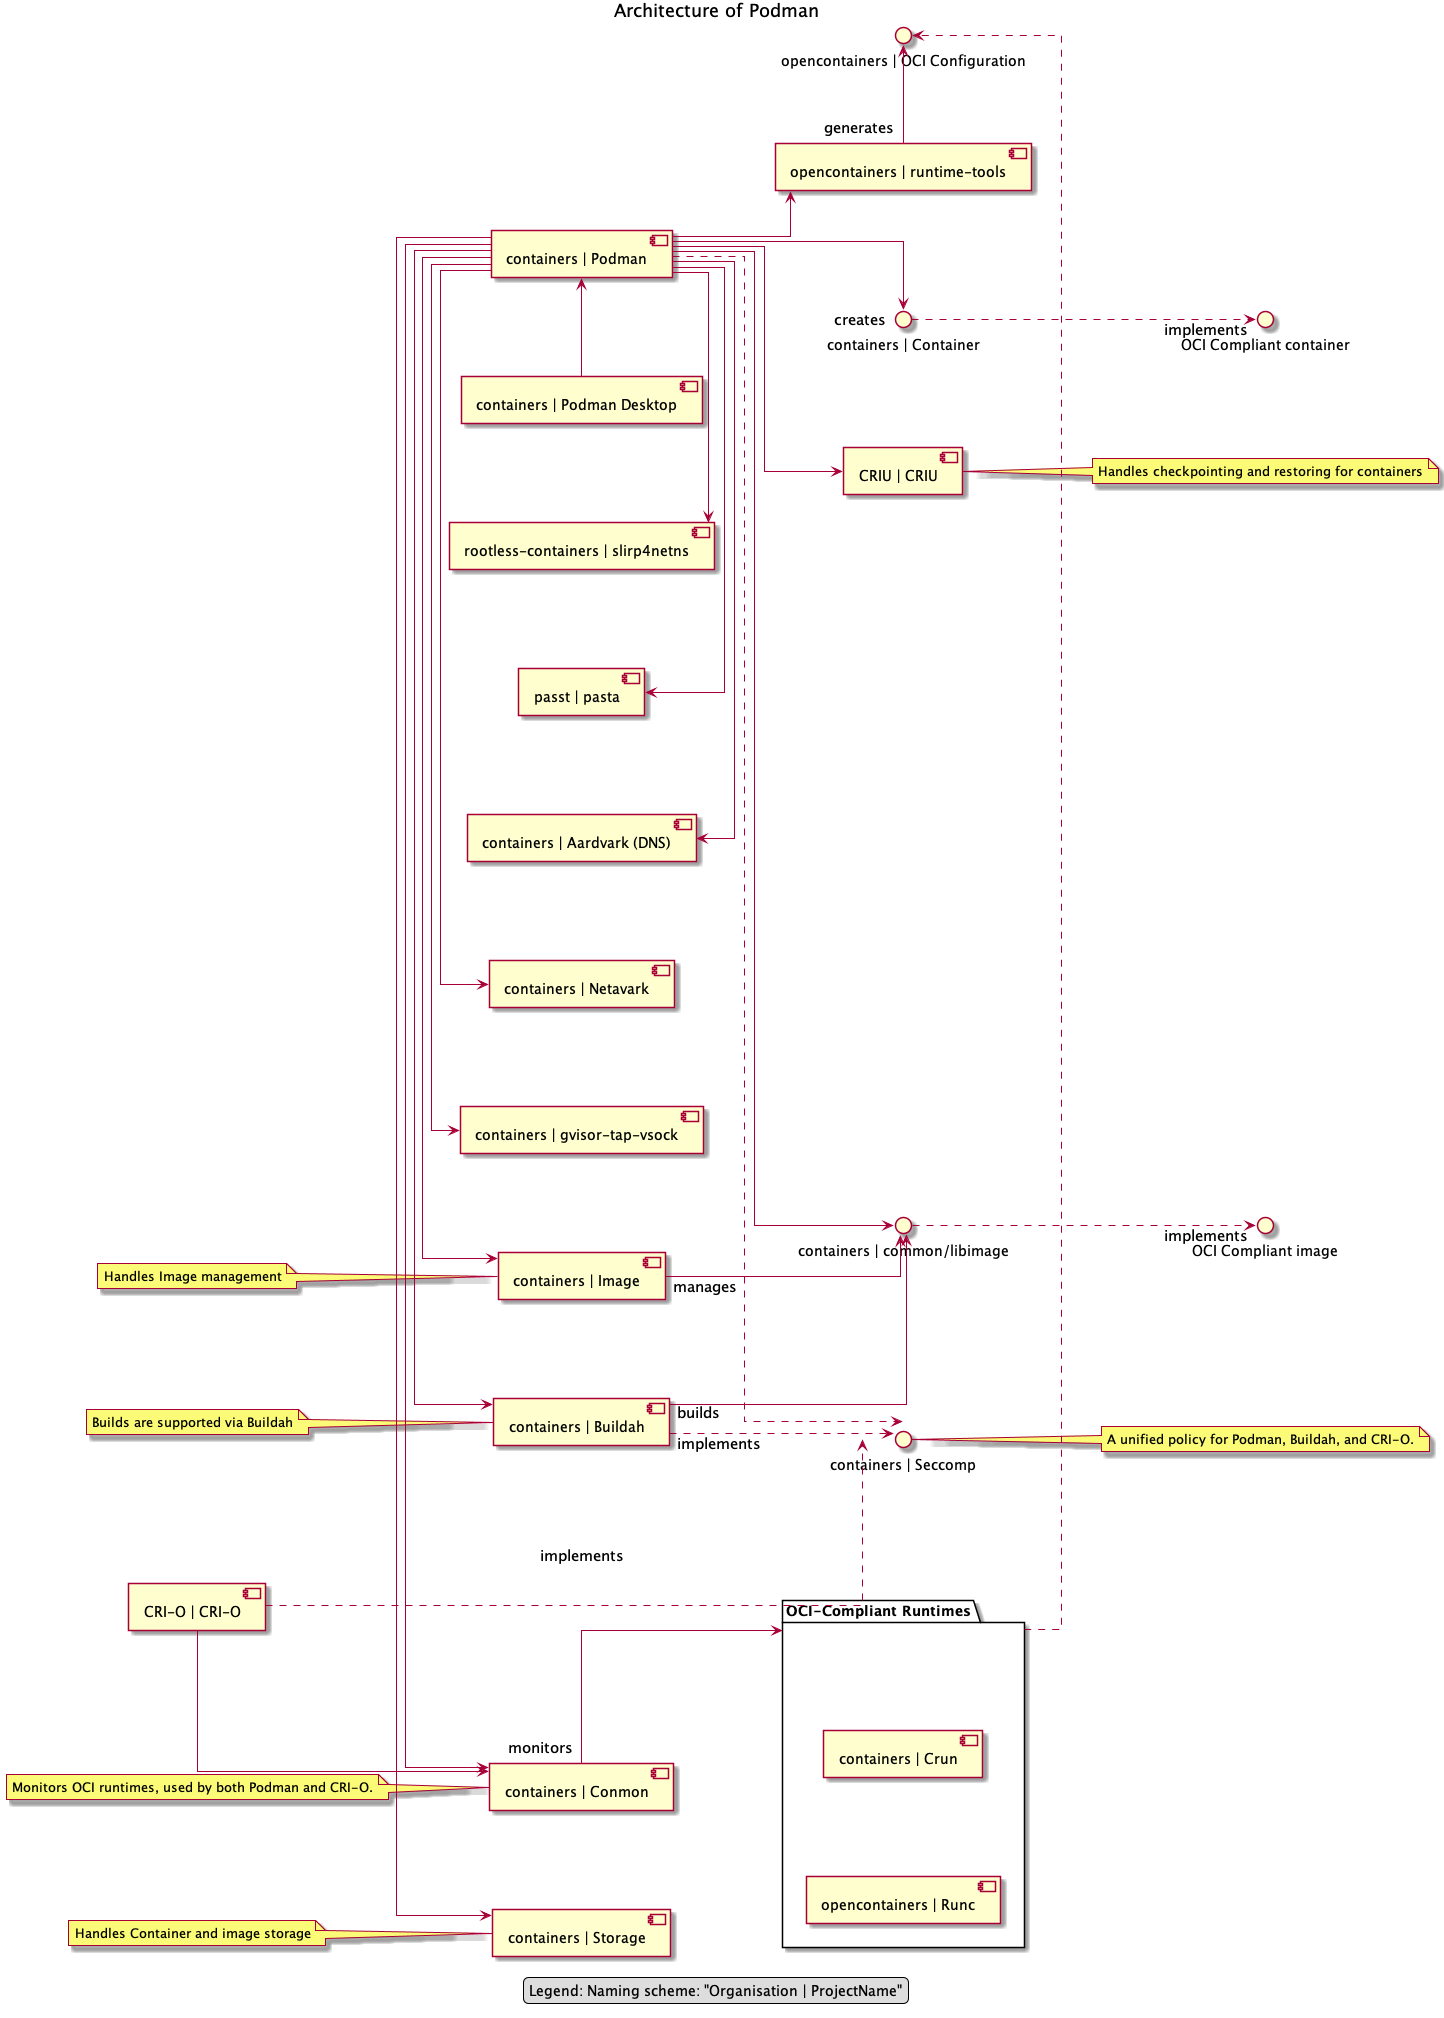 Architecture of Podman
opencontainers | OCI Configuration
generates
opencontainers | runtime-tools
containers | Podman
creates
containers | Container
implements
OCI Compliant container
containers | Podman Desktop
CRIU | CRIU
Handles checkpointing and restoring for containers
rootless-containers | slirp4netns
passt | pasta
containers | Aardvark (DNS)
containers | Netavark
containers | gvisor-tap-vsock
containers | common/libimage
implements
OCI Compliant image
Handles Image management
containers | Image
manages
Builds are supported via Buildah
containers | Buildah
builds
implements
containers | Seccomp
A unified policy for Podman, Buildah, and CRI-O.
implements
CRI-O | CRI-O
OCI-Compliant Runtimes
monitors
containers | Crun
Monitors OCI runtimes, used by both Podman and CRI-O.
containers | Conmon
opencontainers | Runc
Handles Container and image storage
containers | Storage
Legend: Naming scheme: "Organisation | ProjectName"